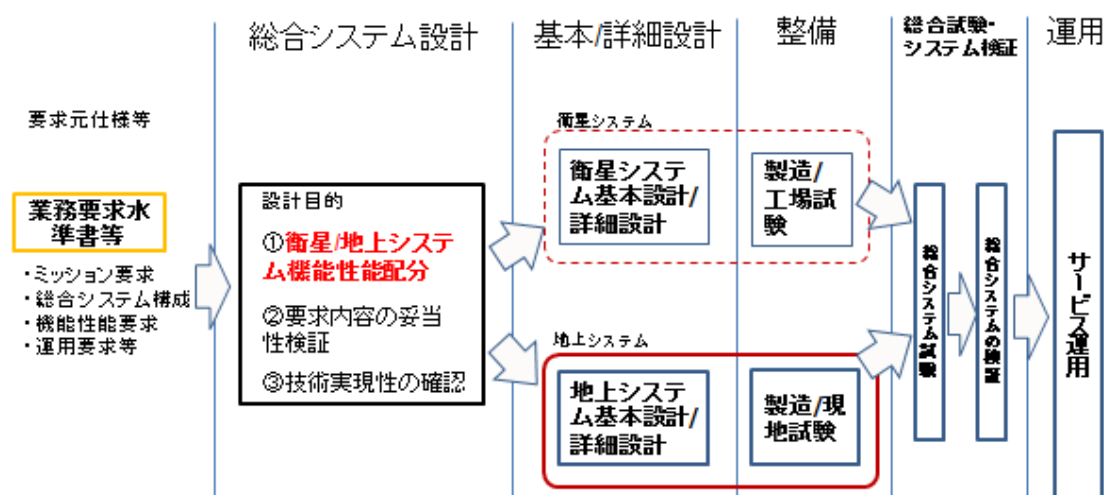 総合システム設計
基本/詳細設計
整備
総合試験・
システム検証
運用
要求元仕様等
業務要求水
準書等
・ミッション要求
・総合システム構成
・機能性能要求
・運用要求等
設計目的
①衛星/地上システ
ム機能性能配分
②要求内容の妥当
性検証
③技術実現性の確認
衛星システム
衛星システ
ム基本設計/
詳細設計
製造/
工場試
験
地上システム
地上システ
ム基本設計/
詳細設計
製造/現
地試験
総合システム試験
総合システムの検証
サービス運用